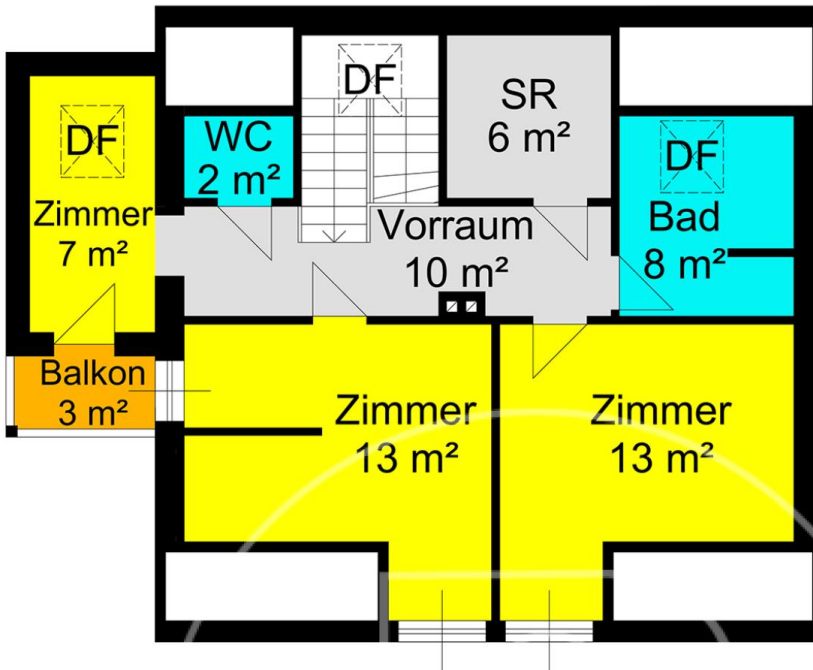 DF
SR
6 m²
DF
WC
2 m²
DF
Zimmer
7 m²
Vorraum
10 m²
Bad
8 m²
Balkon
3 m²
Zimmer
13 m²
Zimmer
13 m²